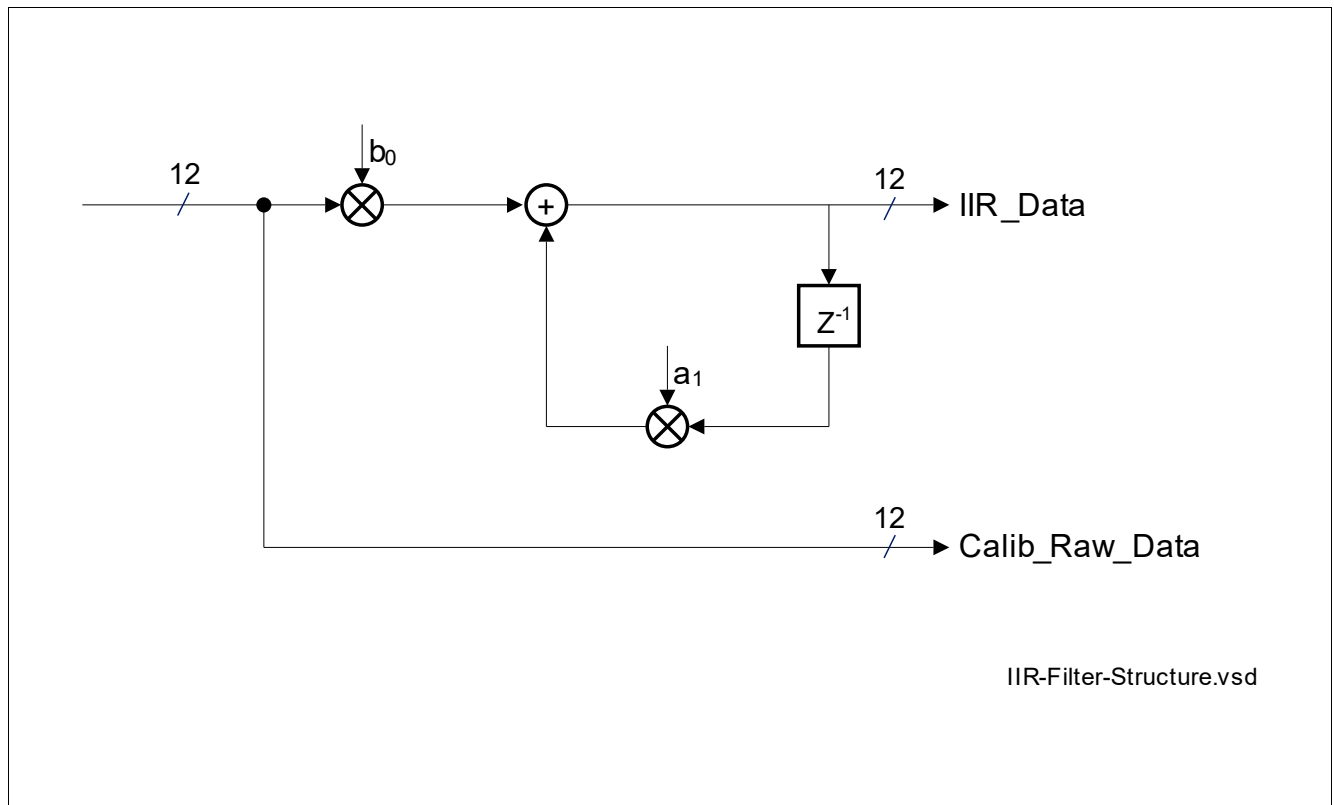 b₀
12
12
IIR_Data
+
Z⁻¹
a₁
12
Calib_Raw_Data
IIR-Filter-Structure.vsd